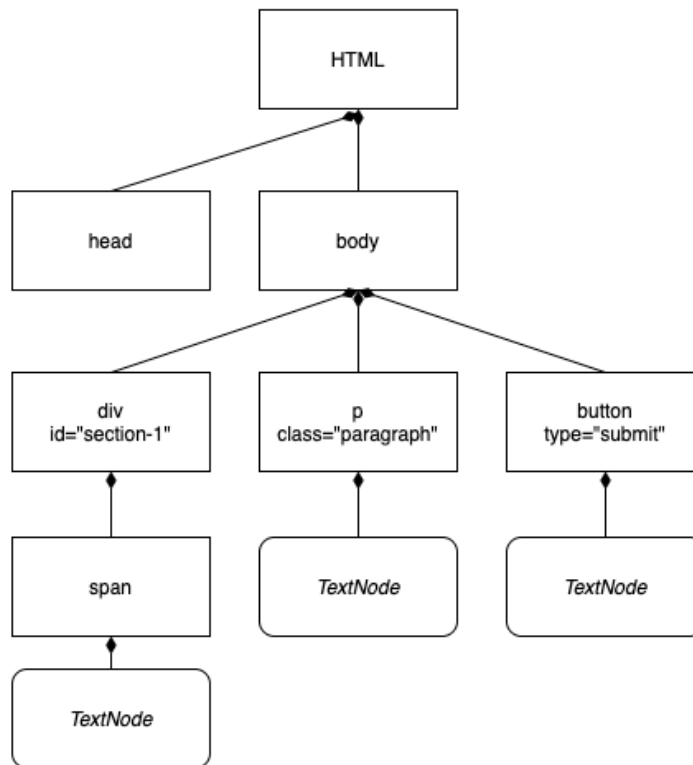 HTML
head
body
div
id="section-1"
p
class="paragraph"
button
type="submit"
span
TextNode
TextNode
TextNode